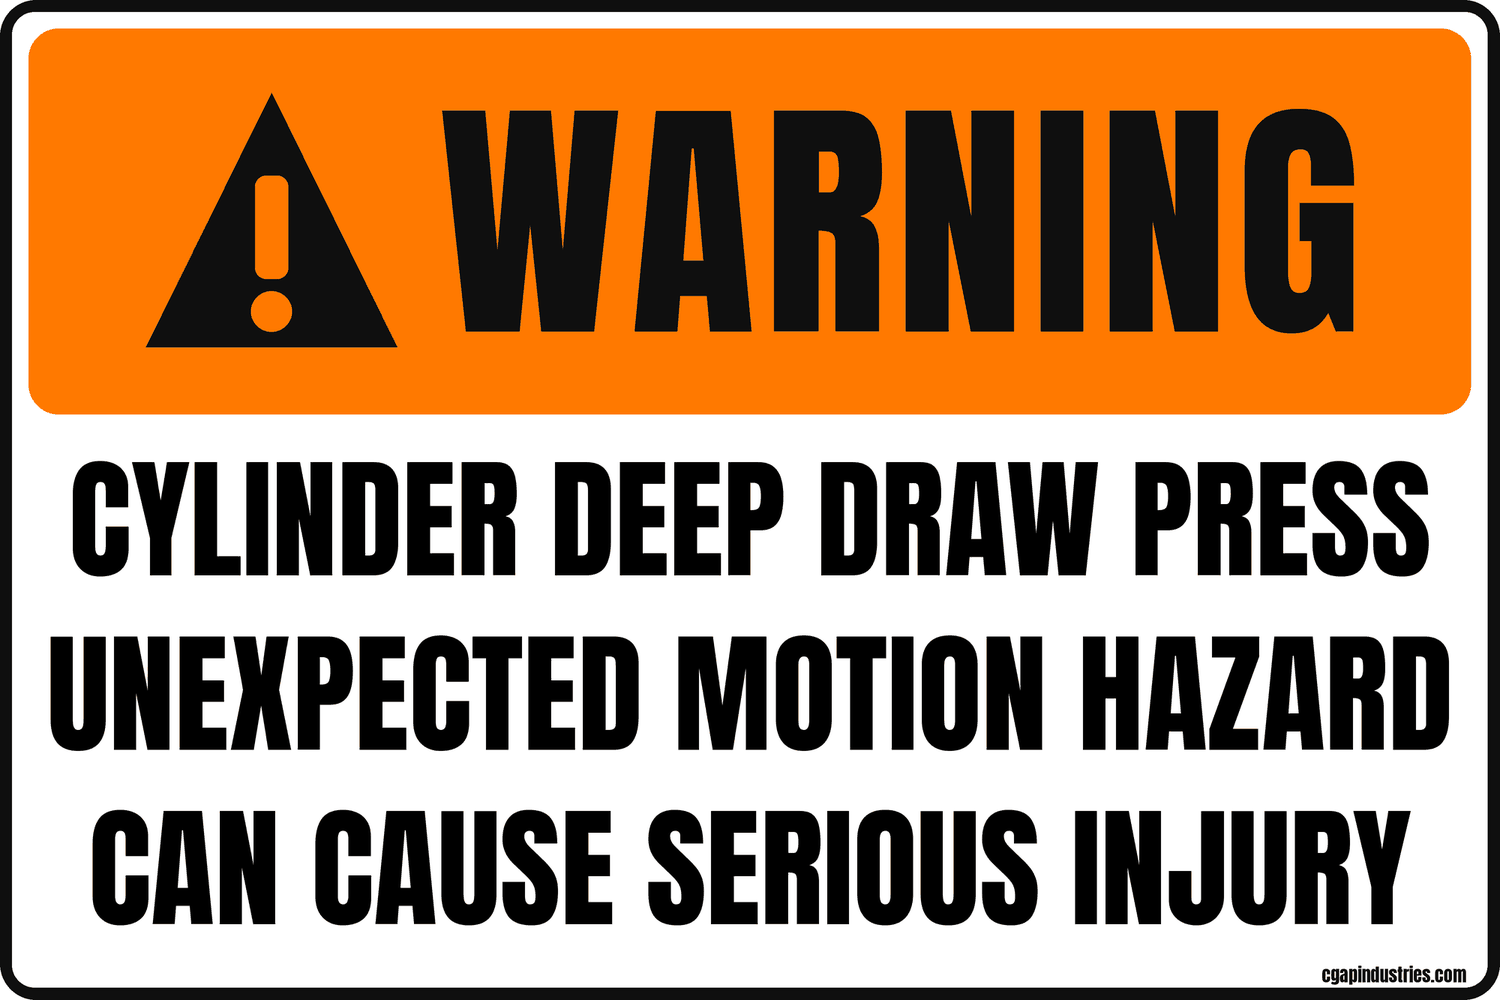 WARNING
CYLINDER DEEP DRAW PRESS
UNEXPECTED MOTION HAZARD
CAN CAUSE SERIOUS INJURY
cgapindustries.com